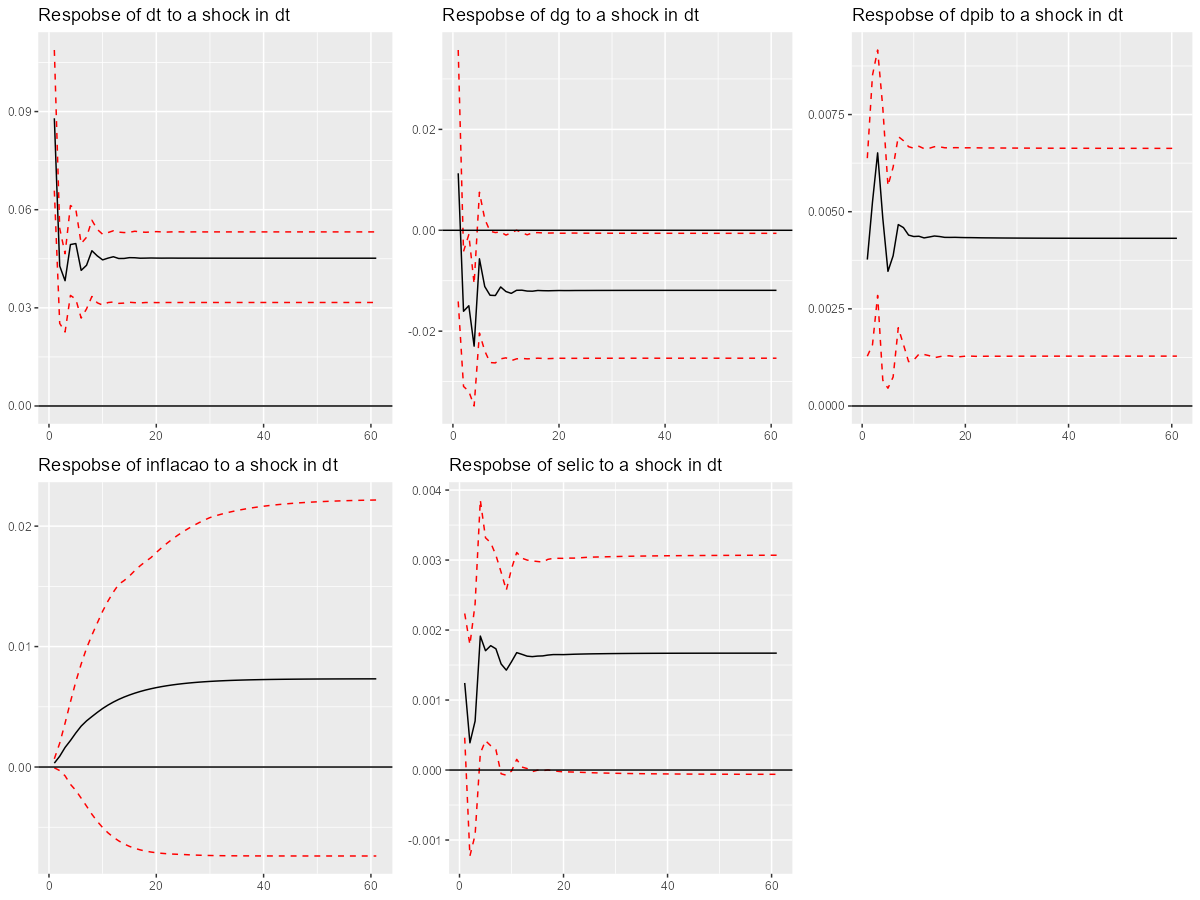 Respobse of dt to a shock in dt
0.09
0.06
0.03
0.00
0 20 40 60
Respobse of dg to a shock in dt
0.02
0.00
-0.02
0 20 40 60
Respobse of dpib to a shock in dt
0.0075
0.0050
0.0025
0.0000
0 20 40 60
Respobse of inflacao to a shock in dt
0.02
0.01
0.00
0 20 40 60
Respobse of selic to a shock in dt
0.004
0.003
0.002
0.001
0.000
-0.001
0 20 40 60